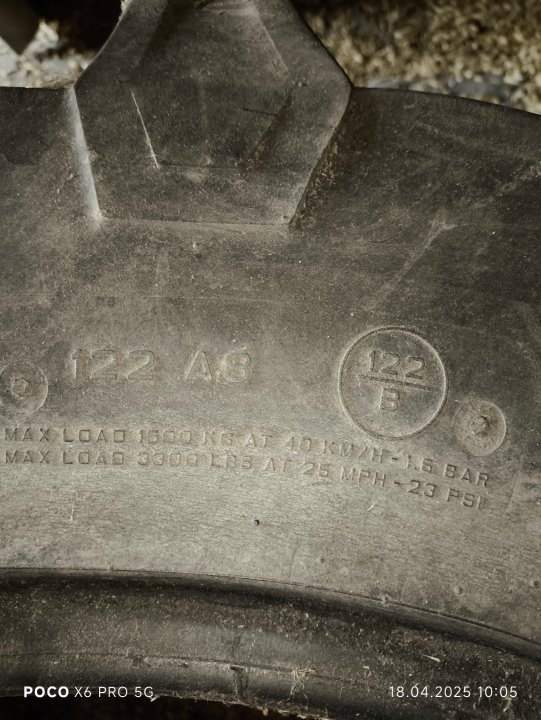 122 A8
122
B
MAX LOAD 1500 KG AT 40 KM/H - 1.6 BAR
MAX LOAD 3300 LBS AT 25 MPH - 23 PSI
POCO X6 PRO 5G
18.04.2025 10:05